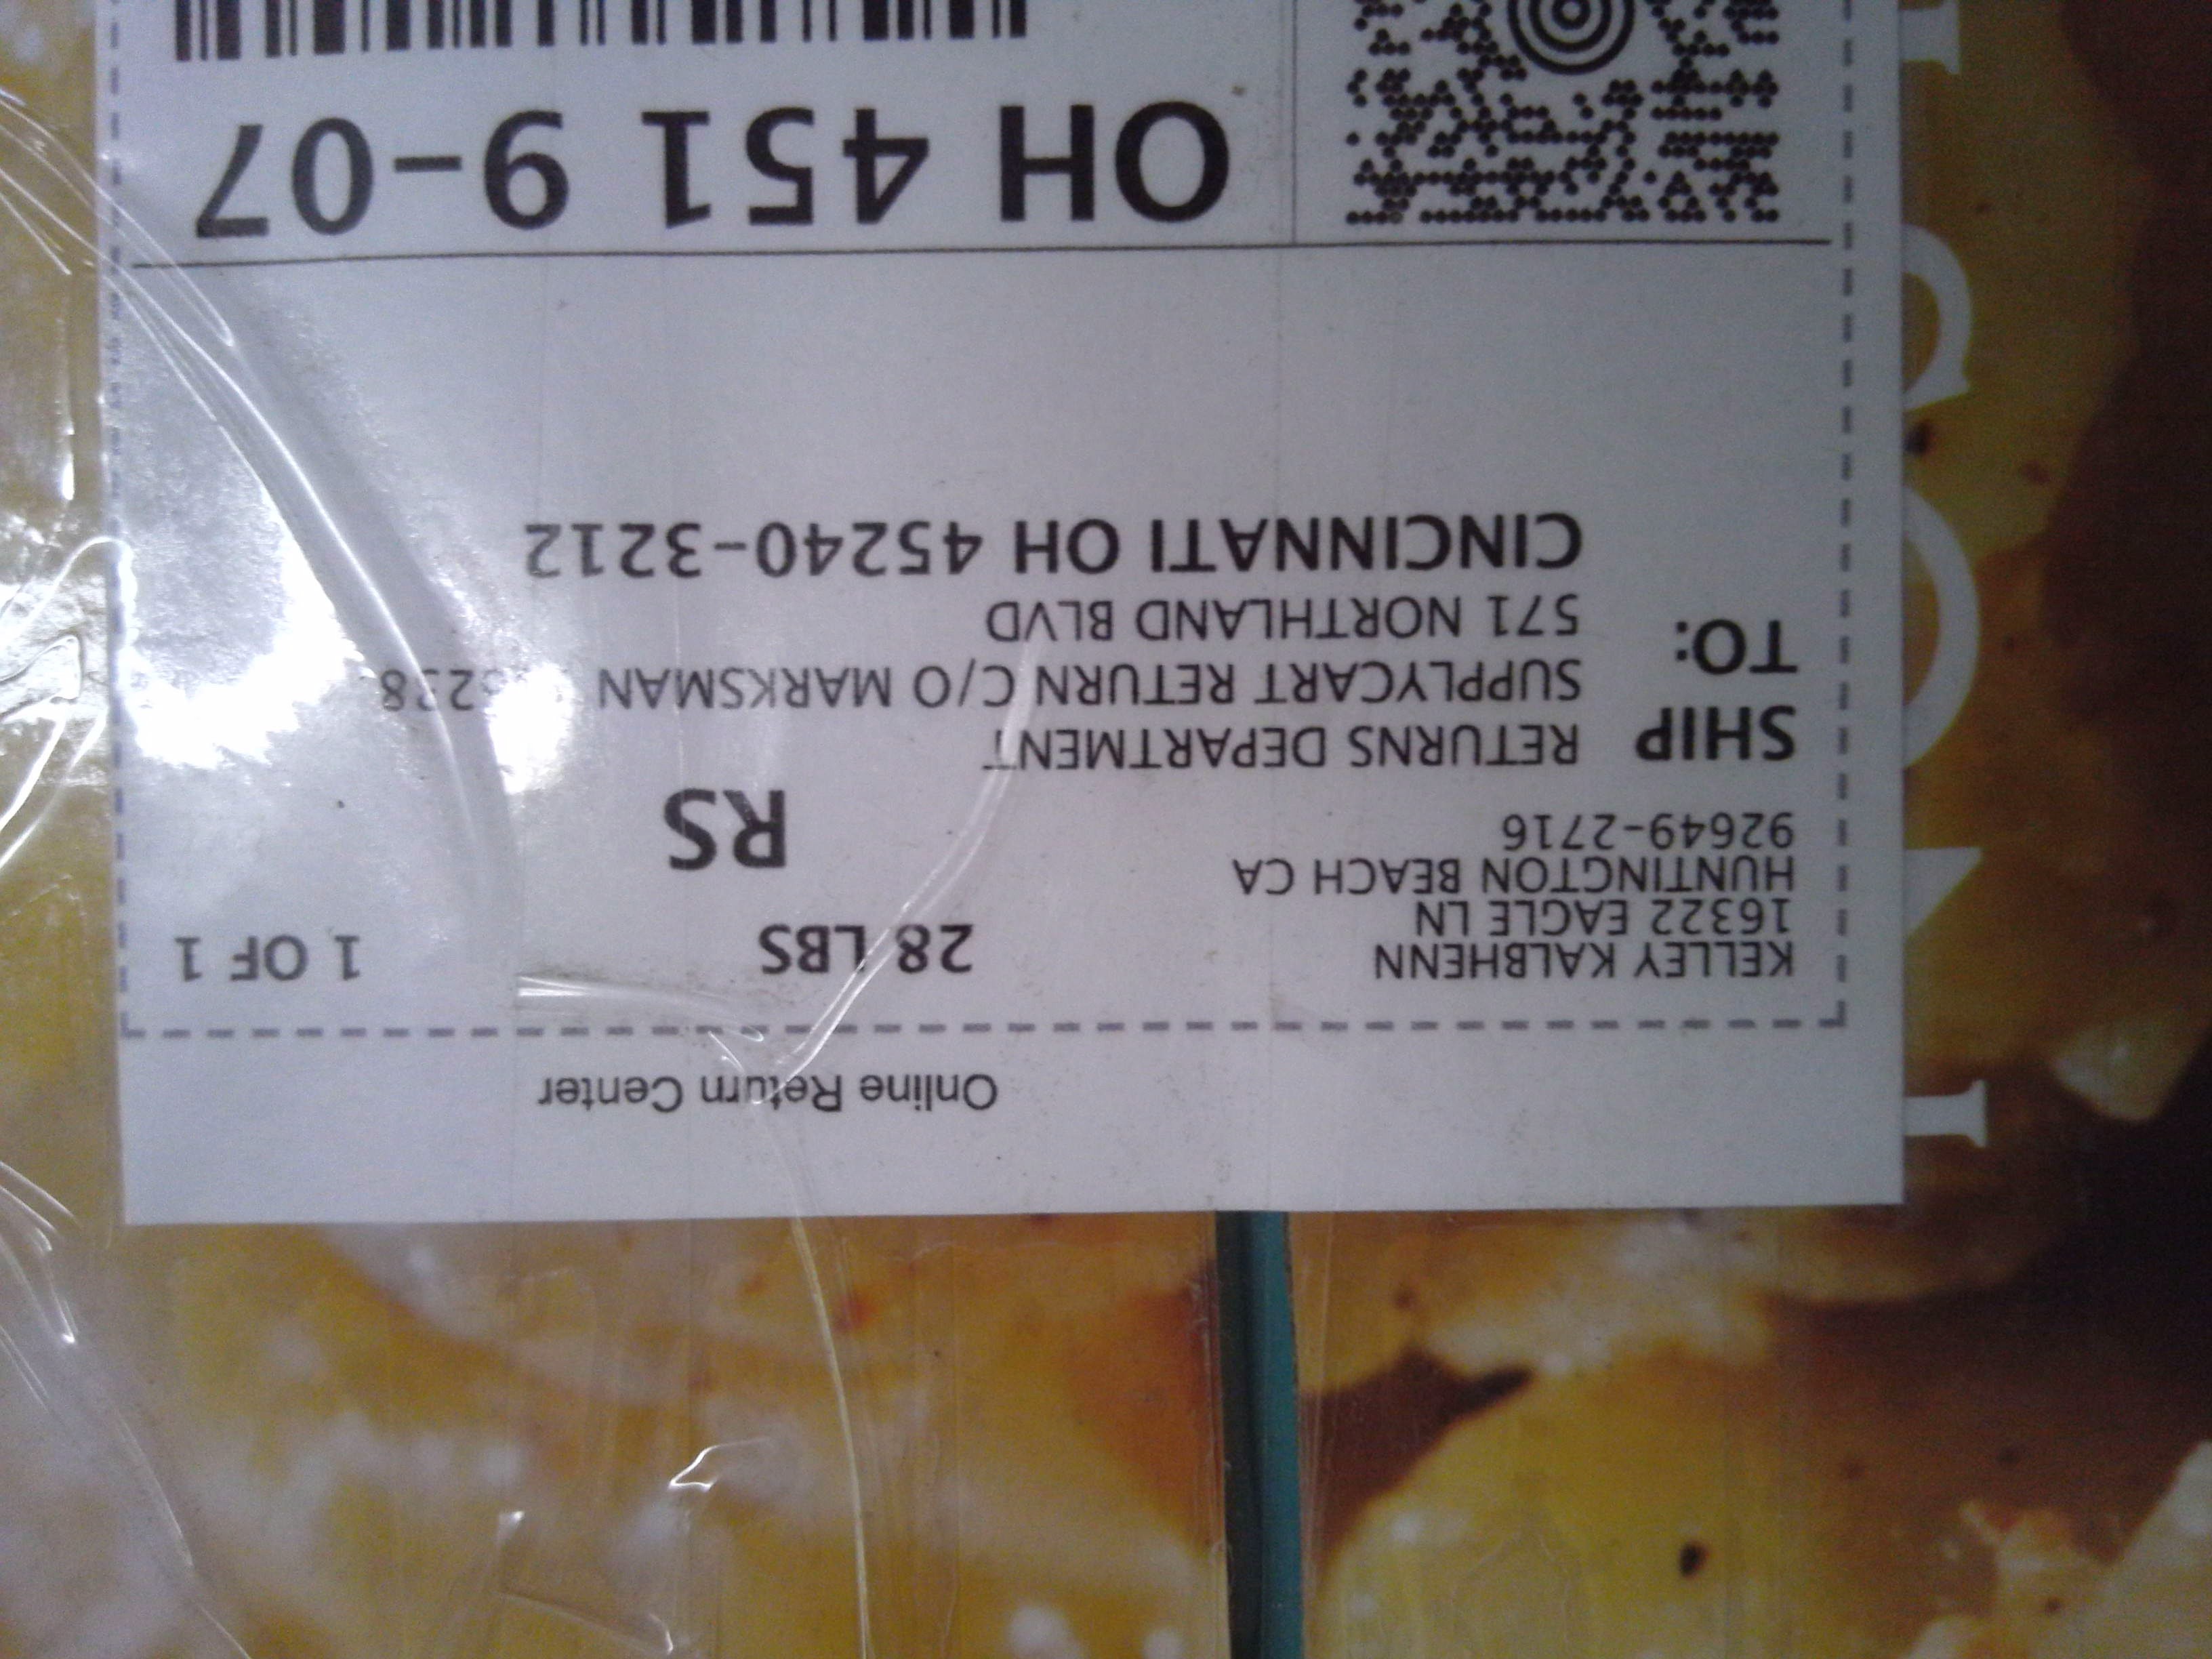 Online Return Center
KELLEY KALBHENN
28 LBS
1 OF 1
16322 EAGLE LN
HUNTINGTON BEACH CA
92649-2716
RS
SHIP
TO:
RETURNS DEPARTMENT
SUPPLYCART RETURN C/O MARKSMAN
571 NORTHLAND BLVD
CINCINNATI OH 45240-3212
OH 451 9-07